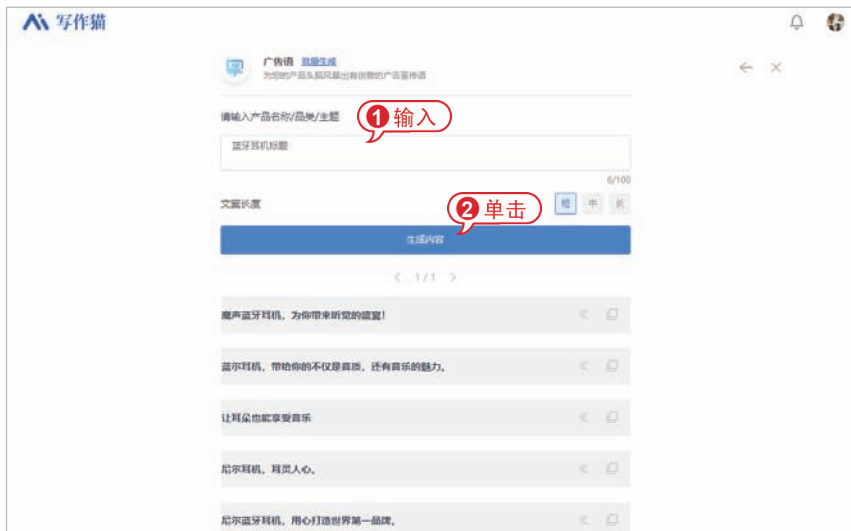 写作猫
广告语 批量生成
为您的产品头脑风暴出有创意的广告宣传语
请输入产品名称/品类/主题
❶输入
蓝牙耳机标题
6/100
文案长度
❷单击
短 中 长
生成内容
< 1/1 >
魔声蓝牙耳机，为你带来听觉的盛宴！
蓝尔耳机，带给你的不仅是音质，还有音乐的魅力。
让耳朵也能享受音乐
尼尔耳机，耳灵人心。
尼尔蓝牙耳机，用心打造世界第一品牌。